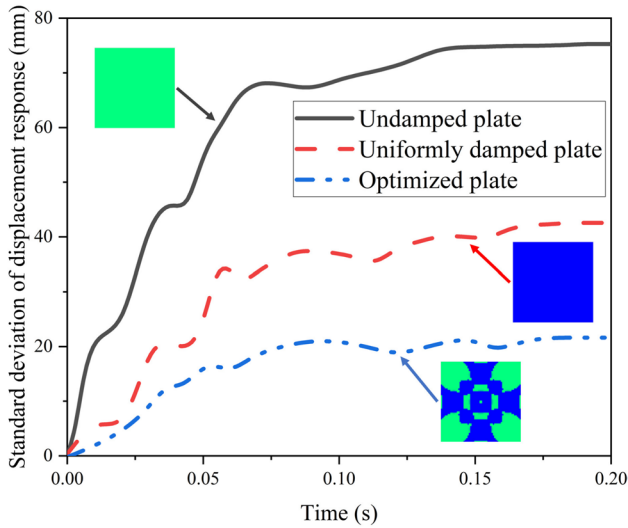 Standard deviation of displacement response (mm)
80
60
40
20
0
Undamped plate
Uniformly damped plate
Optimized plate
0.00 0.05 0.10 0.15 0.20
Time (s)